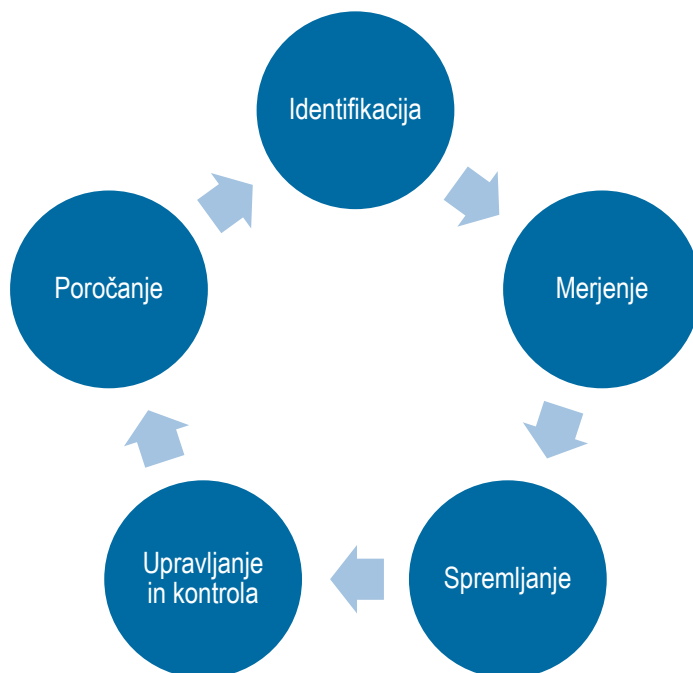 Identifikacija
Merjenje
Spremljanje
Upravljanje
in kontrola
Poročanje